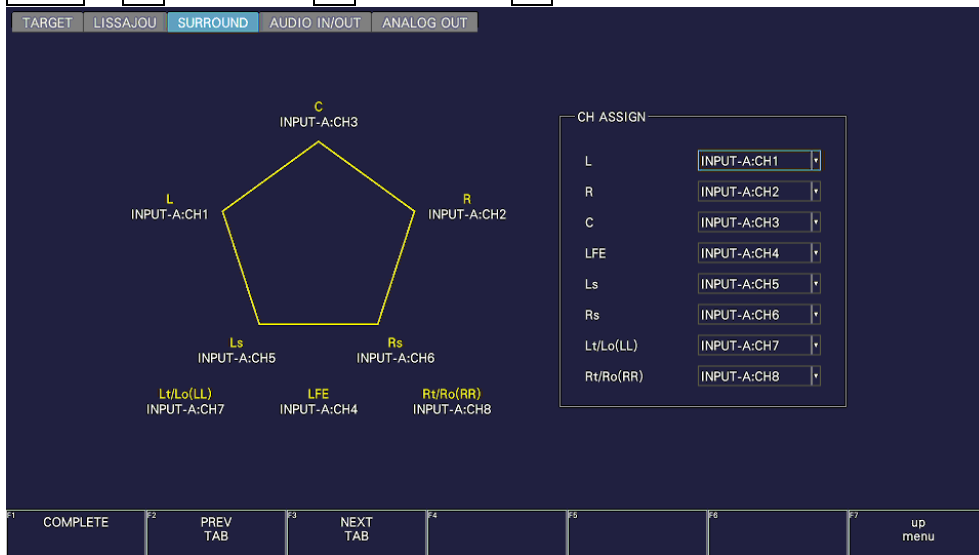 TARGET LISSAJOU SURROUND AUDIO IN/OUT ANALOG OUT
C
INPUT-A:CH3
L
INPUT-A:CH1
R
INPUT-A:CH2
Ls
INPUT-A:CH5
Rs
INPUT-A:CH6
Lt/Lo(LL)
INPUT-A:CH7
LFE
INPUT-A:CH4
Rt/Ro(RR)
INPUT-A:CH8
CH ASSIGN
L INPUT-A:CH1
R INPUT-A:CH2
C INPUT-A:CH3
LFE INPUT-A:CH4
Ls INPUT-A:CH5
Rs INPUT-A:CH6
Lt/Lo(LL) INPUT-A:CH7
Rt/Ro(RR) INPUT-A:CH8
F1 COMPLETE
F2 PREV
TAB
F3 NEXT
TAB
F4
F5
F6
F7 up
menu